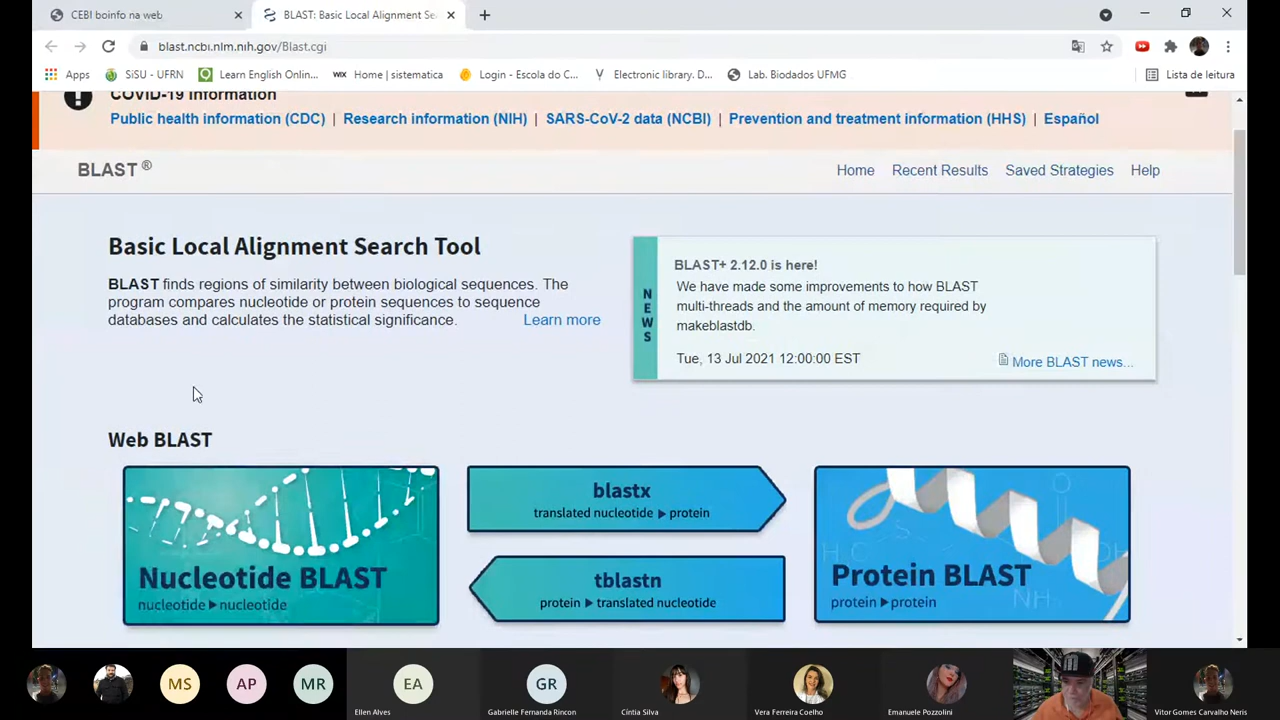 CEBI boinfo na web
BLAST: Basic Local Alignment Sea
blast.ncbi.nlm.nih.gov/Blast.cgi
Apps
SiSU - UFRN
Learn English Onlin...
WIX
Home | sistematica
Login - Escola do C...
Electronic library. D...
Lab. Biodados UFMG
Lista de leitura
COVID-19 Information
Public health information (CDC) | Research information (NIH) | SARS-CoV-2 data (NCBI) | Prevention and treatment information (HHS) | Español
BLAST ®
Home
Recent Results
Saved Strategies
Help
Basic Local Alignment Search Tool
BLAST finds regions of similarity between biological sequences. The
program compares nucleotide or protein sequences to sequence
databases and calculates the statistical significance.
Learn more
NEWS
BLAST+ 2.12.0 is here!
We have made some improvements to how BLAST
multi-threads and the amount of memory required by
makeblastdb.
Tue, 13 Jul 2021 12:00:00 EST
More BLAST news...
Web BLAST
Nucleotide BLAST
nucleotide ▶ nucleotide
blastx
translated nucleotide ▶ protein
tblastn
protein ▶ translated nucleotide
Protein BLAST
protein ▶ protein
MS
AP
MR
EA
Ellen Alves
GR
Gabrielle Fernanda Rincon
Cíntia Silva
Vera Ferreira Coelho
Emanuele Pozzolini
Vitor Gomes Carvalho Neris